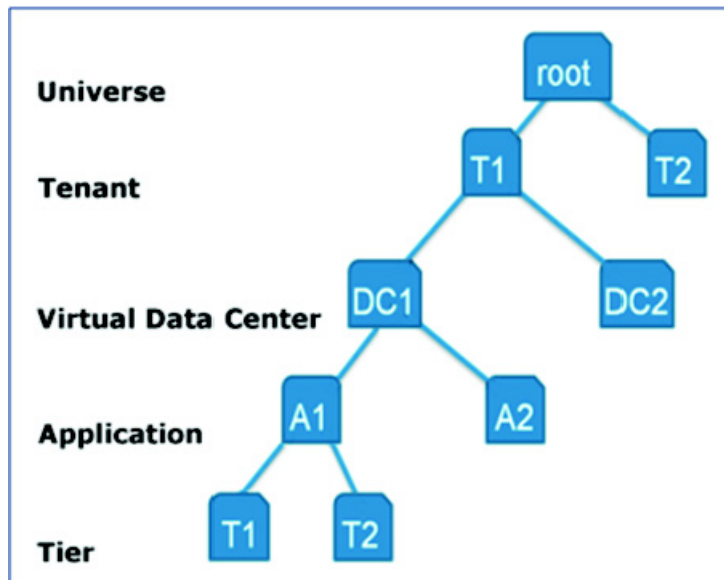 root
Universe
T1 T2
Tenant
DC1 DC2
Virtual Data Center
A1 A2
Application
T1 T2
Tier